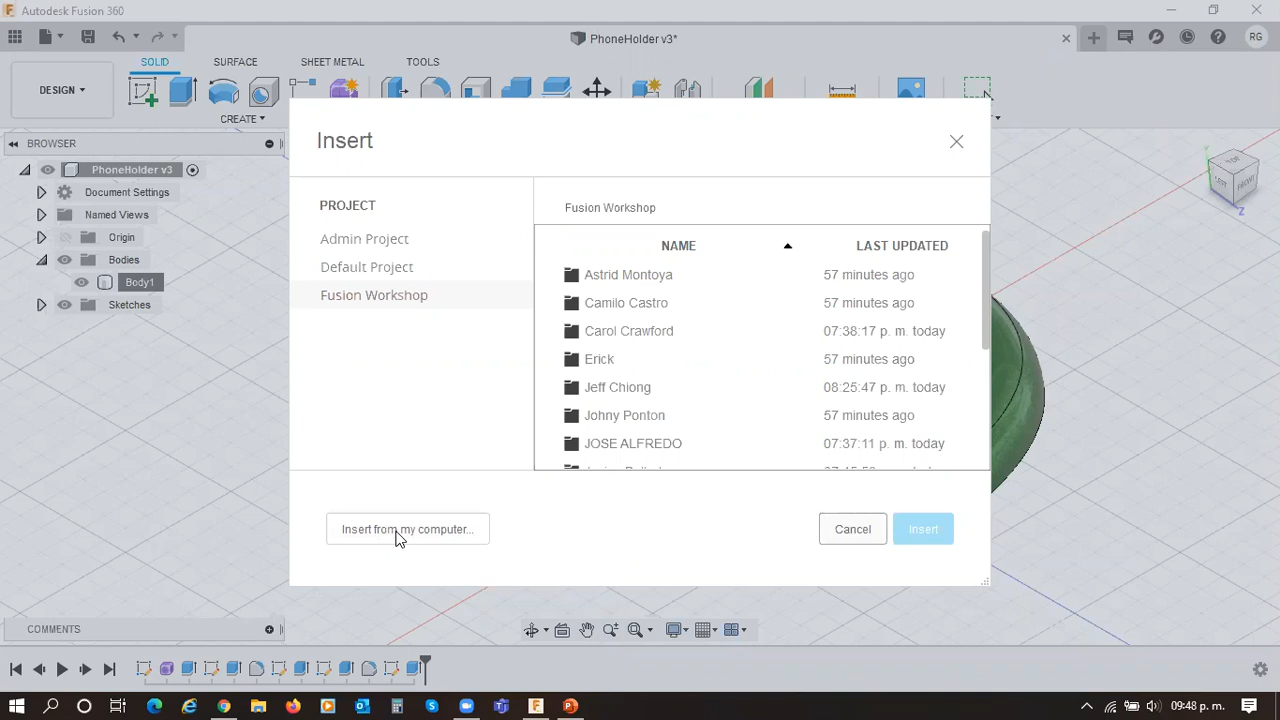 Autodesk Fusion 360
PhoneHolder v3*
RG
SOLID SURFACE SHEET METAL TOOLS
DESIGN
CREATE
BROWSER
PhoneHolder v3
Document Settings
Named Views
Origin
Bodies
Body1
Sketches
Insert
PROJECT
Admin Project
Default Project
Fusion Workshop
Fusion Workshop
NAME LAST UPDATED
Astrid Montoya 57 minutes ago
Camilo Castro 57 minutes ago
Carol Crawford 07:38:17 p. m. today
Erick 57 minutes ago
Jeff Chiong 08:25:47 p. m. today
Johny Ponton 57 minutes ago
JOSE ALFREDO 07:37:11 p. m. today
Insert from my computer...
Cancel
Insert
TOP
LEFT
FRONT
Y
Z
COMMENTS
09:48 p. m.